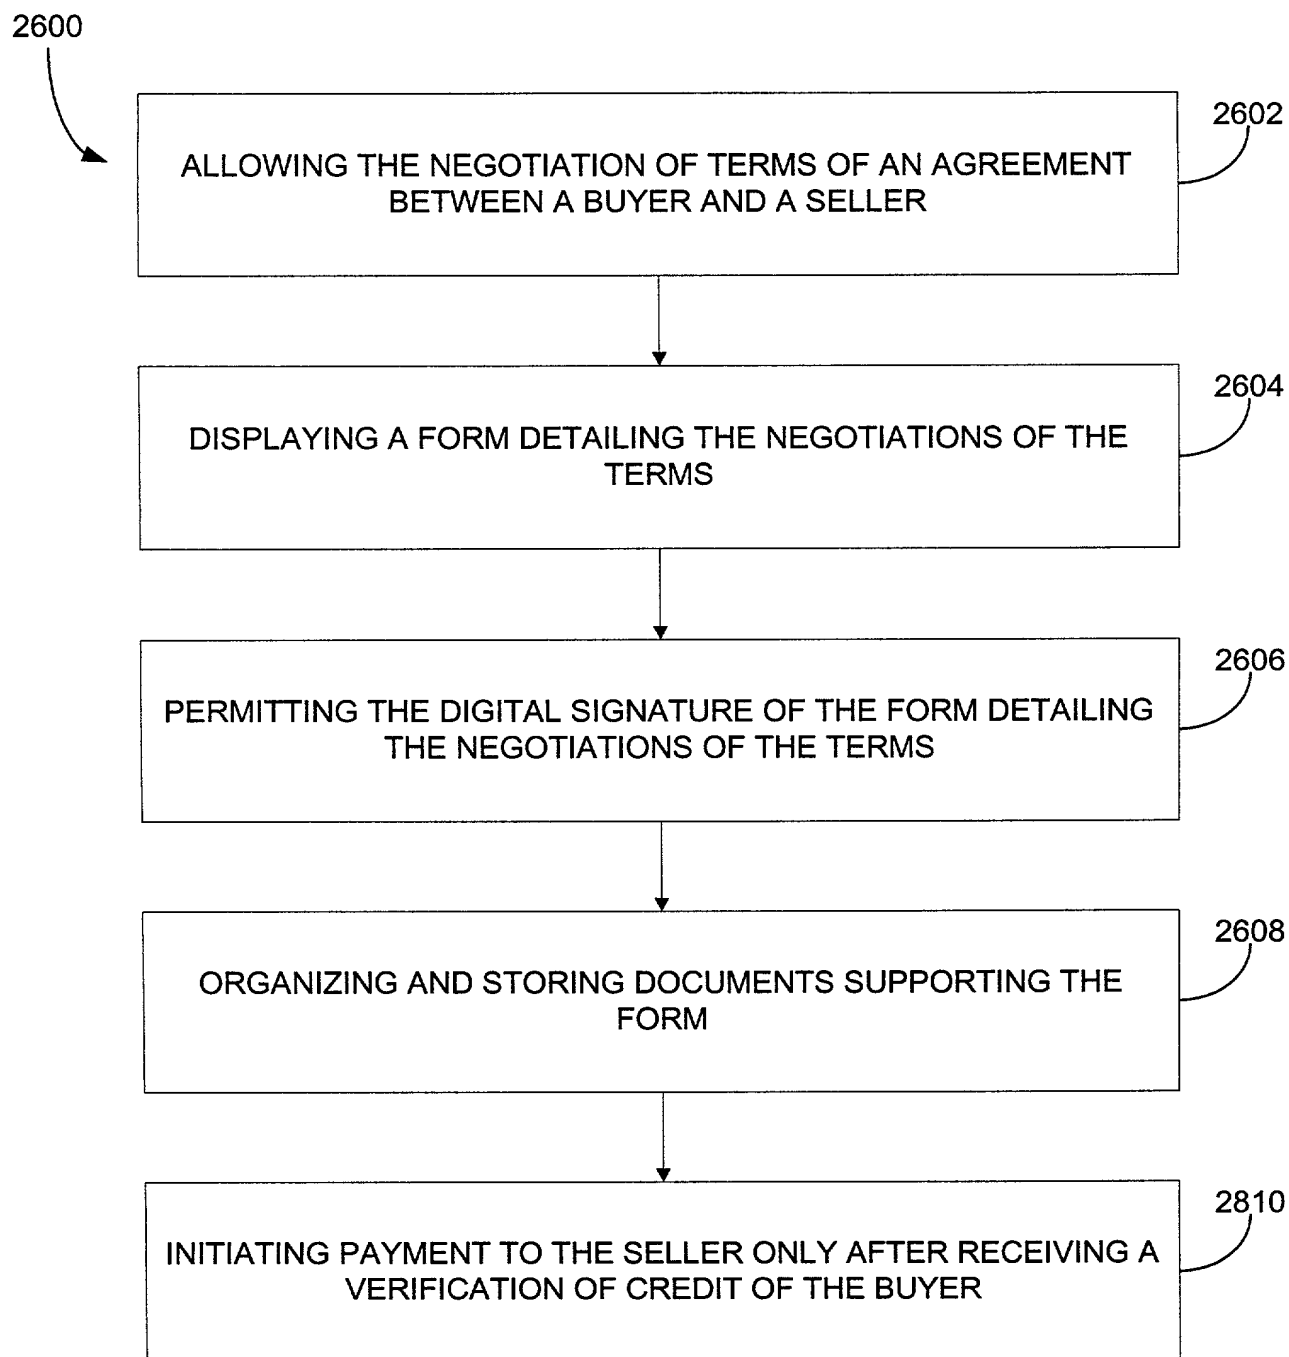 2600
2602
ALLOWING THE NEGOTIATION OF TERMS OF AN AGREEMENT
BETWEEN A BUYER AND A SELLER
2604
DISPLAYING A FORM DETAILING THE NEGOTIATIONS OF THE
TERMS
2606
PERMITTING THE DIGITAL SIGNATURE OF THE FORM DETAILING
THE NEGOTIATIONS OF THE TERMS
2608
ORGANIZING AND STORING DOCUMENTS SUPPORTING THE
FORM
2810
INITIATING PAYMENT TO THE SELLER ONLY AFTER RECEIVING A
VERIFICATION OF CREDIT OF THE BUYER